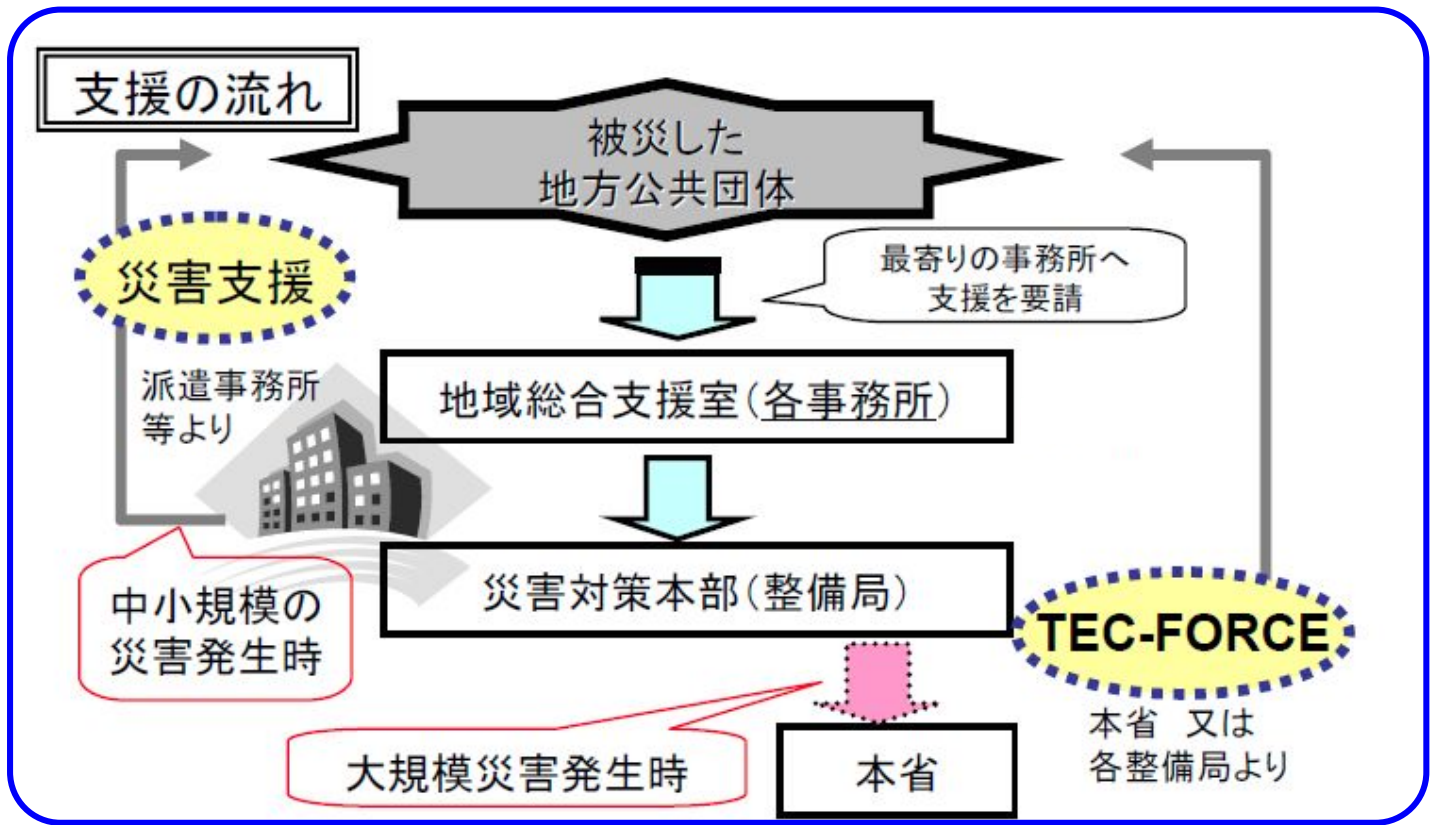 支援の流れ
被災した
地方公共団体
最寄りの事務所へ
支援を要請
災害支援
派遣事務所
等より
地域総合支援室(各事務所)
災害対策本部(整備局)
中小規模の
災害発生時
TEC-FORCE
本省 又は
各整備局より
大規模災害発生時
本省